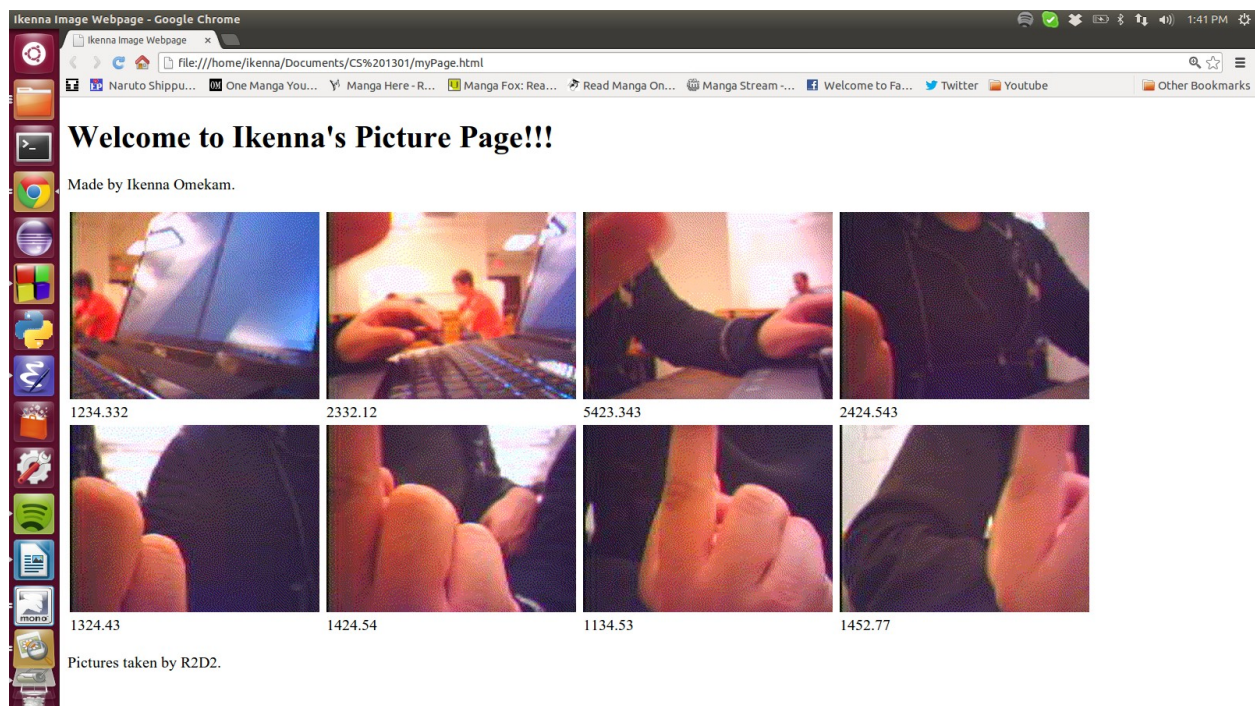 Ikenna Image Webpage - Google Chrome
1:41 PM
Ikenna Image Webpage
file:///home/ikenna/Documents/CS%201301/myPage.html
Naruto Shippu... One Manga You... Manga Here - R... Manga Fox: Rea... Read Manga On... Manga Stream -... Welcome to Fa... Twitter Youtube Other Bookmarks
Welcome to Ikenna's Picture Page!!!
Made by Ikenna Omekam.
1234.332 2332.12 5423.343 2424.543
1324.43 1424.54 1134.53 1452.77
mono
Pictures taken by R2D2.